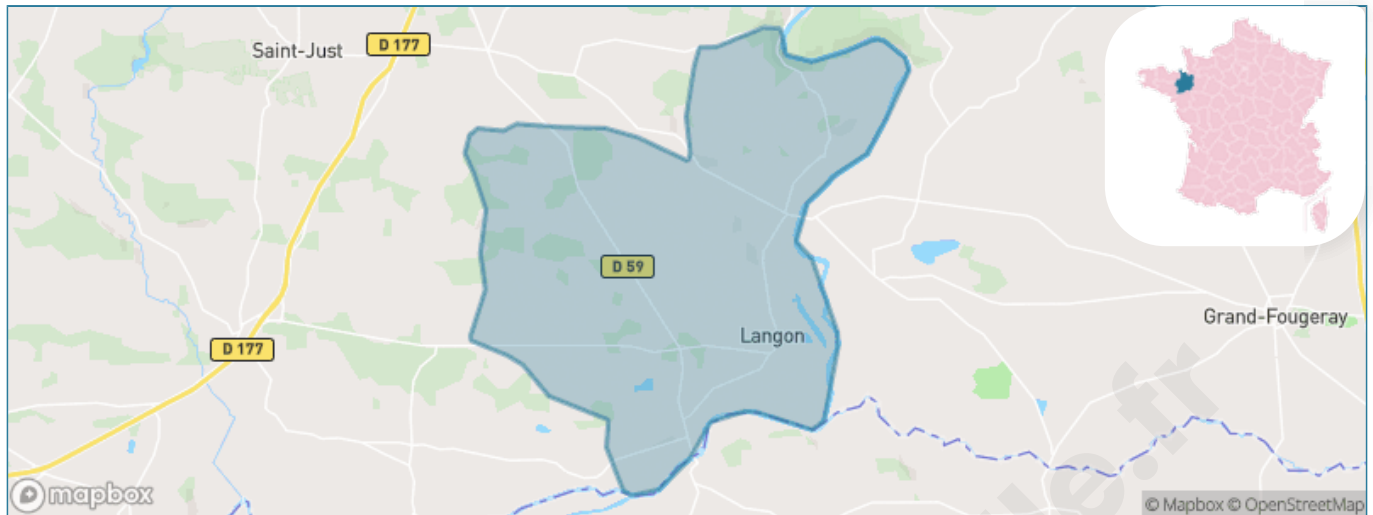 Saint-Just
D 177
D 59
Langon
Grand-Fougeray
D 177
mapbox
© Mapbox © OpenStreetMap